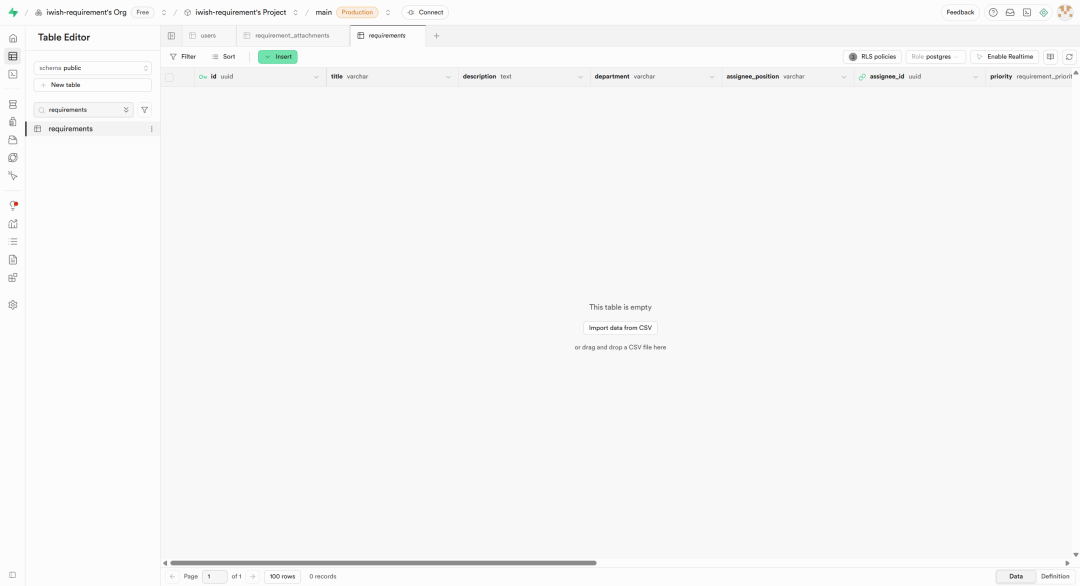 iwish-requirement's Org Free / iwish-requirement's Project / main Production Connect Feedback
Table Editor
users
requirement_attachments
requirements
schema public
New table
requirements
requirements
Filter
Sort
Insert
RLS policies
Role postgres
Enable Realtime
id uuid
title varchar
description text
department varchar
assignee_position varchar
assignee_id uuid
priority requirement_priorit
This table is empty
Import data from CSV
or drag and drop a CSV file here
Page 1 of 1
100 rows
0 records
Data
Definition